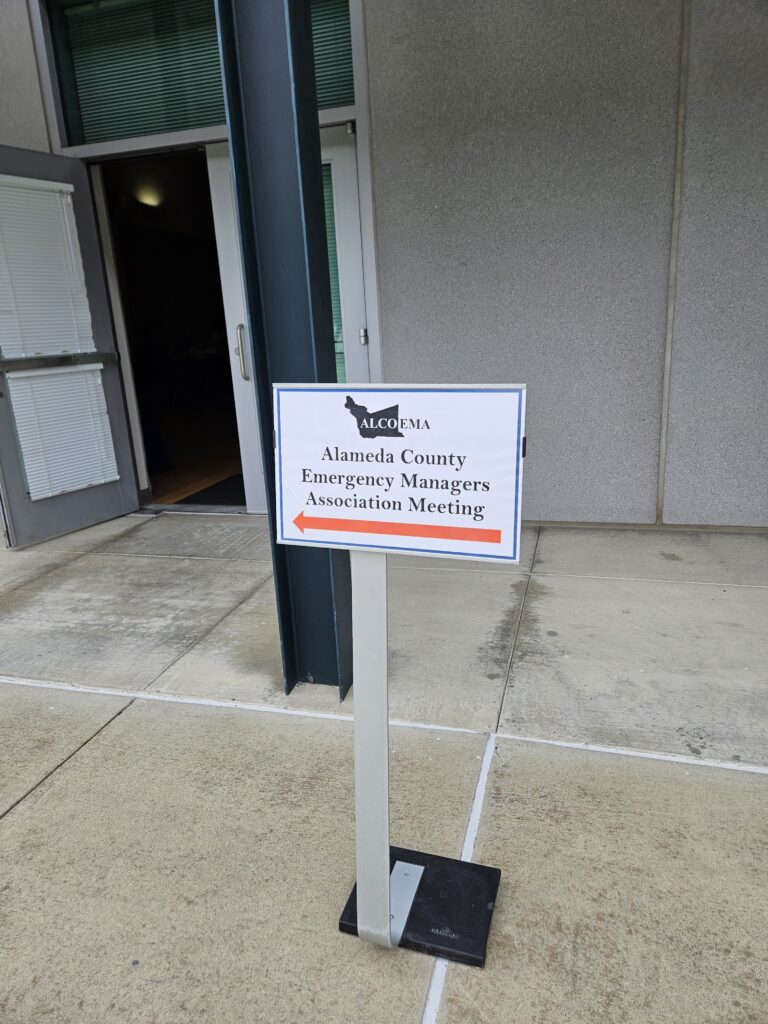 ALCOEMA
Alameda County
Emergency Managers
Association Meeting